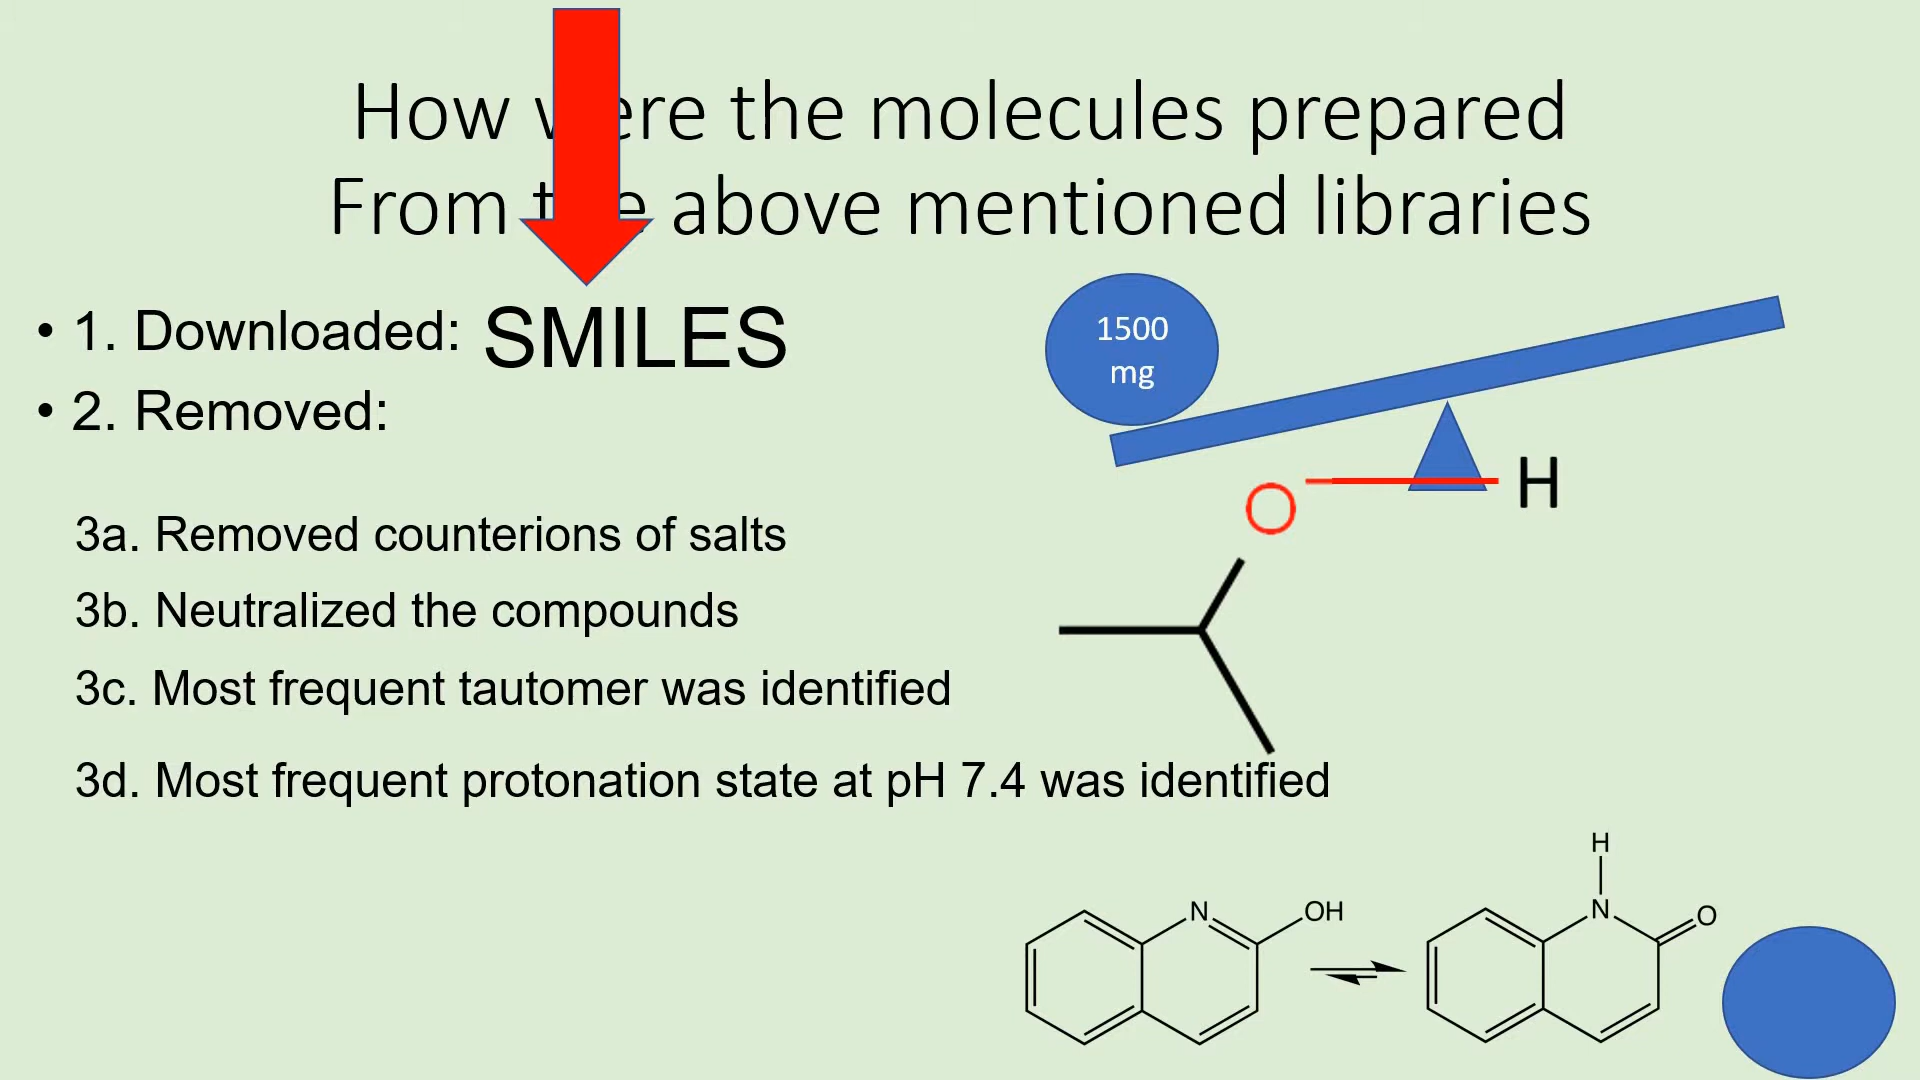 How were the molecules prepared
From the above mentioned libraries
• 1. Downloaded: SMILES
• 2. Removed:
3a. Removed counterions of salts
3b. Neutralized the compounds
3c. Most frequent tautomer was identified
3d. Most frequent protonation state at pH 7.4 was identified
1500
mg
O
H
N
OH
H
N
O